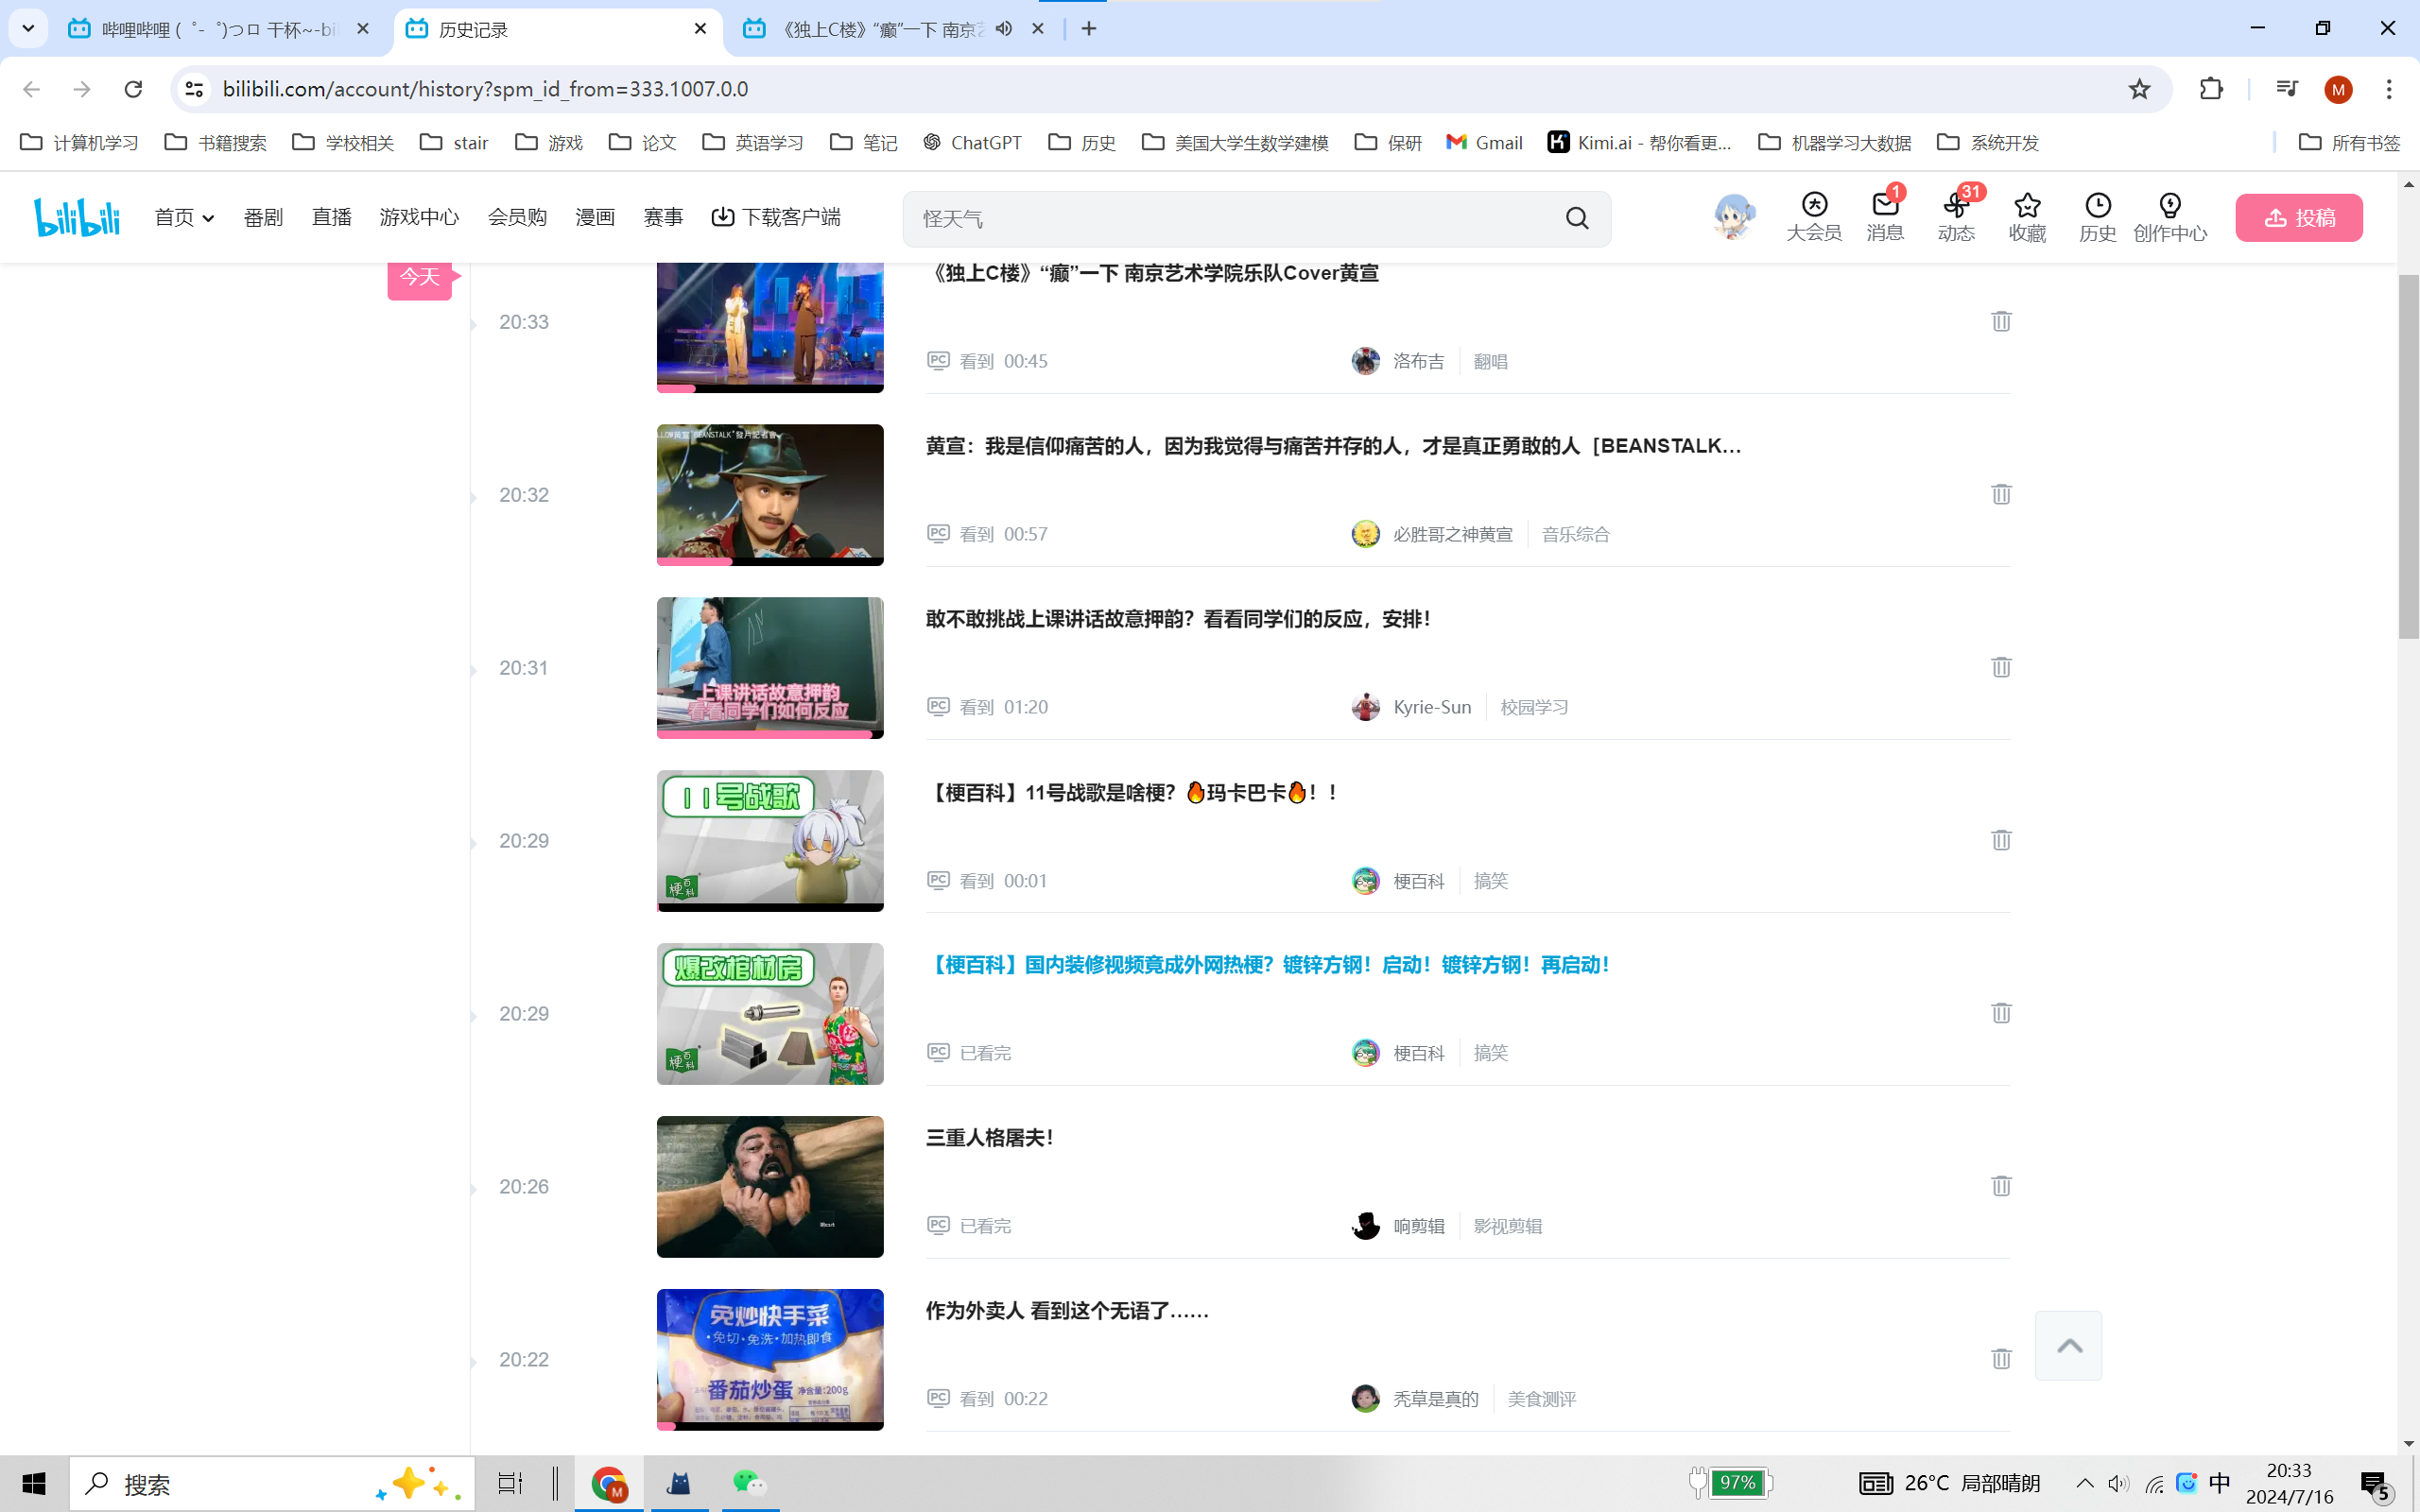 哔哩哔哩 (゜-゜)つロ 干杯~-bi
历史记录
《独上C楼》“癫”一下 南京艺
bilibili.com/account/history?spm_id_from=333.1007.0.0
M
计算机学习 书籍搜索 学校相关 stair 游戏 论文 英语学习 笔记 ChatGPT 历史 美国大学生数学建模 保研 Gmail Kimi.ai - 帮你看更... 机器学习大数据 系统开发 所有书签
bilibili 首页 番剧 直播 游戏中心 会员购 漫画 赛事 下载客户端
怪天气
大会员 1 消息 31 动态 收藏 历史 创作中心 投稿
今天
《独上C楼》“癫”一下 南京艺术学院乐队Cover黄宣
20:33
PC 看到 00:45 洛布吉 翻唱
"BEANSTALK"發片記者會
黄宣：我是信仰痛苦的人，因为我觉得与痛苦并存的人，才是真正勇敢的人［BEANSTALK...
20:32
PC 看到 00:57 必胜哥之神黄宣 音乐综合
敢不敢挑战上课讲话故意押韵？看看同学们的反应，安排！
20:31
上课讲话故意押韵
看看同学们如何反应
PC 看到 01:20 Kyrie-Sun 校园学习
11号战歌
【梗百科】11号战歌是啥梗？🔥玛卡巴卡🔥！！
20:29
梗百科
PC 看到 00:01 梗百科 搞笑
爆改棺材房
【梗百科】国内装修视频竟成外网热梗？镀锌方钢！启动！镀锌方钢！再启动！
20:29
梗百科
PC 已看完 梗百科 搞笑
三重人格屠夫！
20:26
PC 已看完 响剪辑 影视剪辑
免炒快手菜
•免切•免洗•加热即食
作为外卖人 看到这个无语了……
20:22
番茄炒蛋 净含量:200g
PC 看到 00:22 秃草是真的 美食测评
搜索
M
97%
26°C 局部晴朗
中
20:33
2024/7/16
5